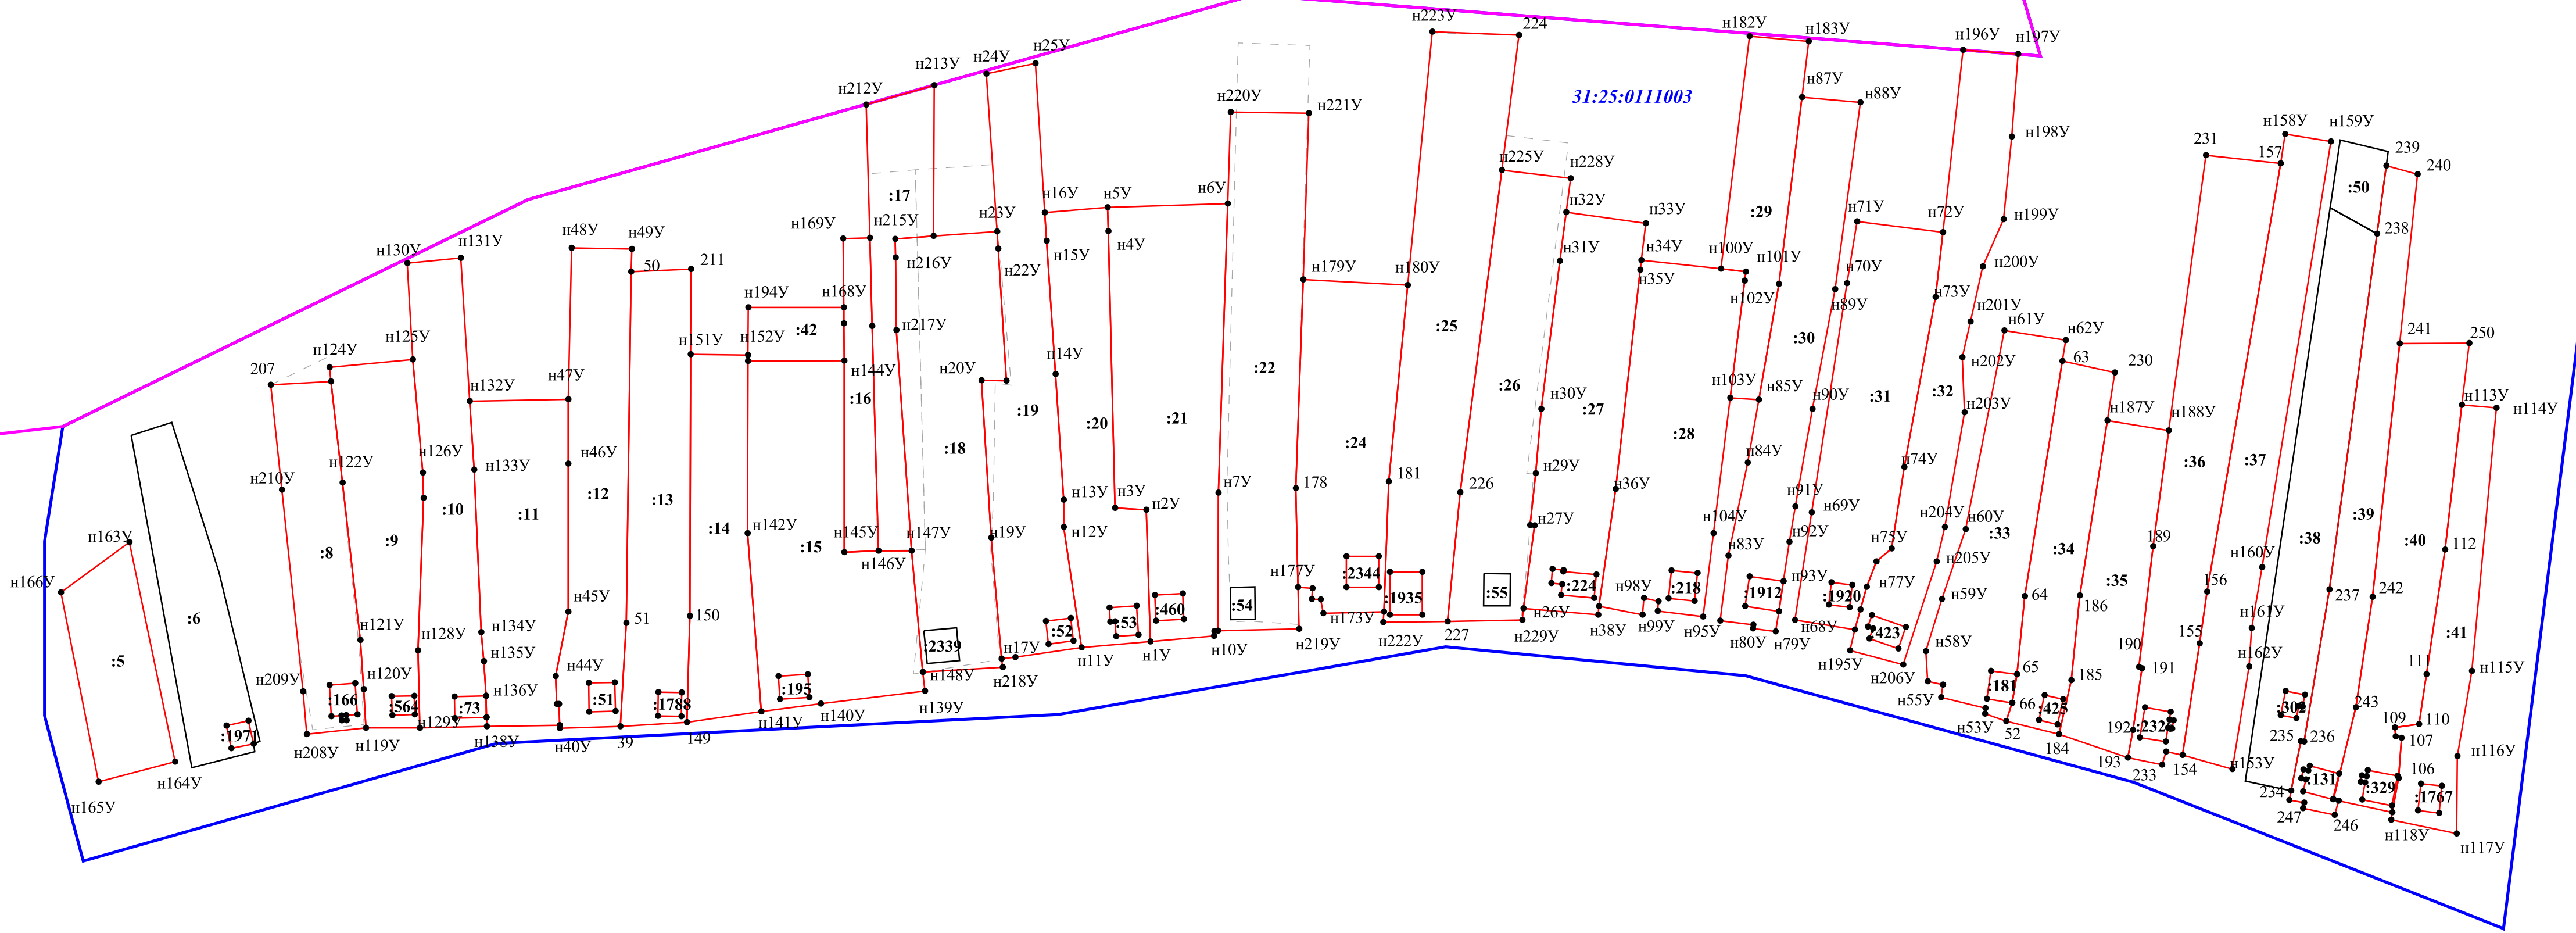 31:25:0111003
н223У
224
н182У
н183У
н196У
н197У
н25У
н24У
н213У
н212У
н87У
н88У
н220У
н221У
н198У
н158У
н159У
231
157
239
240
:50
н225У
н228У
:17
н16У
н5У
н6У
н32У
н33У
:29
н71У
н72У
н199У
238
н169У
н215У
н23У
н4У
н15У
н31У
н34У
н100У
н101У
н35У
н102У
н48У
н49У
н130У
н131У
50
211
н216У
н22У
н179У
н180У
н70У
н89У
н73У
н200У
н194У
н168У
:42
н217У
:25
:30
н201У
н61У
н62У
241
250
н125У
н124У
207
н151У
н152У
н144У
н20У
н14У
:22
н202У
63
230
н132У
н47У
:16
:19
:20
:21
:26
н30У
:27
н103У
н85У
н90У
:31
:32
н203У
н187У
н188У
н113У
н114У
:28
:24
:18
н126У
н46У
н133У
н122У
н210У
:12
:13
:10
:11
н84У
н74У
:36
:37
н29У
181
178
226
н36У
н13У
н3У
н2У
н7У
н91У
н69У
:14
н142У
:15
н145У
н147У
н146У
н19У
н12У
н27У
н104У
н92У
н204У
н60У
:33
:34
189
112
:38
:39
:40
:9
:8
н163У
н166У
:6
:5
н83У
н75У
н205У
н160У
:2344
н177У
:1935
:55
:224
н98У
:218
:1912
н93У
:1920
н77У
н59У
64
186
:35
156
237
242
:54
:460
:53
:52
н45У
51
150
н173У
н222У
227
н26У
н229У
н38У
н99У
н95У
н80У
н79У
н68У
:423
н195У
н206У
н58У
155
н161У
н134У
н121У
н128У
:2339
н17У
н11У
н1У
н10У
н219У
н135У
н44У
н148У
н218У
н162У
:41
111
н115У
н209У
н120У
:166
:564
:73
н136У
:51
:1788
:195
н140У
н139У
н141У
65
:181
66
н55У
н53У
52
:425
185
184
190
191
192
:2326
193
233
154
н153У
:302
243
235
236
109
110
107
106
н116У
:1971
н208У
н119У
н129У
н138У
н40У
39
149
н164У
н165У
:131
:329
:1767
234
247
246
н118У
н117У